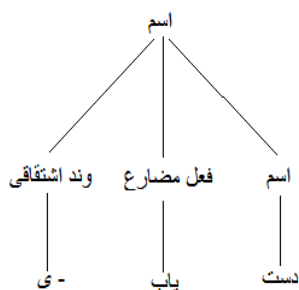 اسم
اسم فعل مضارع وند اشتقاقی
دست یاب - ی